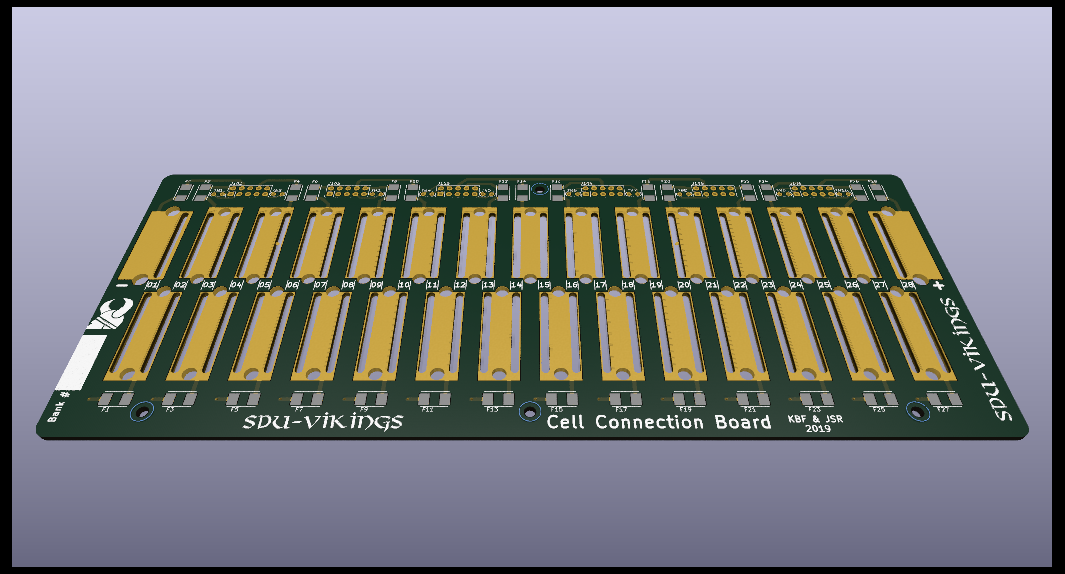 − 01 02 03 04 05 06 07 08 09 10 11 12 13 14 15 16 17 18 19 20 21 22 23 24 25 26 27 28 +
SDU-VIKINGS
Bank #
F1 F3 F5 F7 F9 F11 F13 F15 F17 F19 F21 F23 F25 F27
SDU-VIKINGS
Cell Connection Board
KBF & JSR
2019